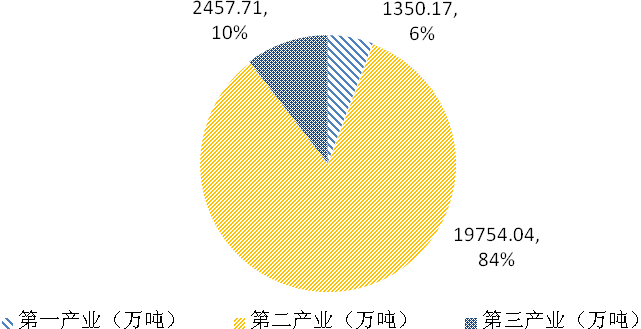 2457.71,
10%
1350.17,
6%
19754.04,
84%
第一产业（万吨）
第二产业（万吨）
第三产业（万吨）